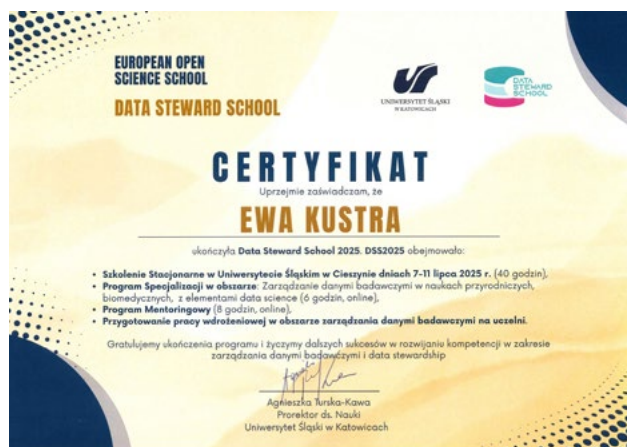 EUROPEAN OPEN
SCIENCE SCHOOL
DATA STEWARD SCHOOL
UNIWERSYTET ŚLĄSKI
W KATOWICACH
DATA
STEWARD
SCHOOL
CERTYFIKAT
Uprzejmie zaświadczam, że
EWA KUSTRA
ukończyła Data Steward School 2025. DSS2025 obejmowało:
• Szkolenie Stacjonarne w Uniwersytecie Śląskim w Cieszynie dniach 7-11 lipca 2025 r. (40 godzin),
• Program Specjalizacji w obszarze: Zarządzanie danymi badawczymi w naukach przyrodniczych,
biomedycznych, z elementami data science (6 godzin, online),
• Program Mentoringowy (8 godzin, online),
• Przygotowanie pracy wdrożeniowej w obszarze zarządzania danymi badawczymi na uczelni.
Gratulujemy ukończenia programu i życzymy dalszych sukcesów w rozwijaniu kompetencji w zakresie
zarządzania danymi badawczymi i data stewardship
Agnieszka Turska-Kawa
Prorektor ds. Nauki
Uniwersytet Śląski w Katowicach